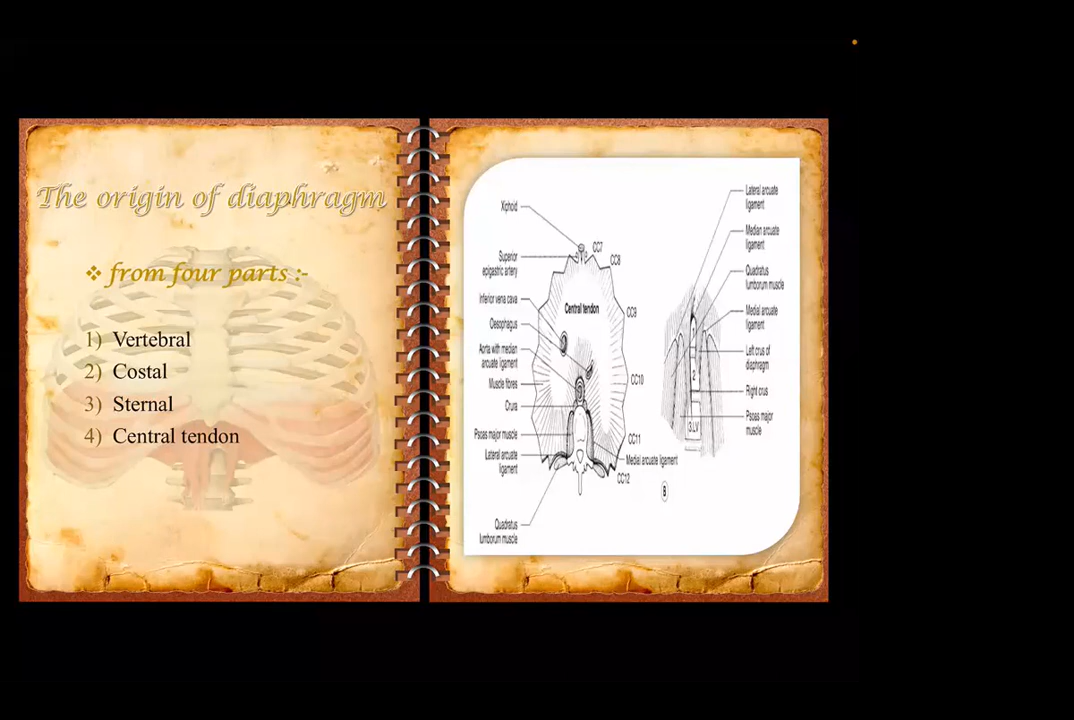 The origin of diaphragm
❖ from four parts :-
1) Vertebral
2) Costal
3) Sternal
4) Central tendon
Xiphoid
Superior
epigastric artery
Inferior vena cava
Oesophagus
Aorta with median
arcuate ligament
Muscle fibres
Crura
Psoas major muscle
Lateral arcuate
ligament
Quadratus
lumborum muscle
Central tendon
CC7
CC8
CC9
CC10
CC11
Medial arcuate ligament
CC12
Lateral arcuate
ligament
Median arcuate
ligament
Quadratus
lumborum muscle
Medial arcuate
ligament
Left crus of
diaphragm
Right crus
Psoas major
muscle
2
3.LV
B